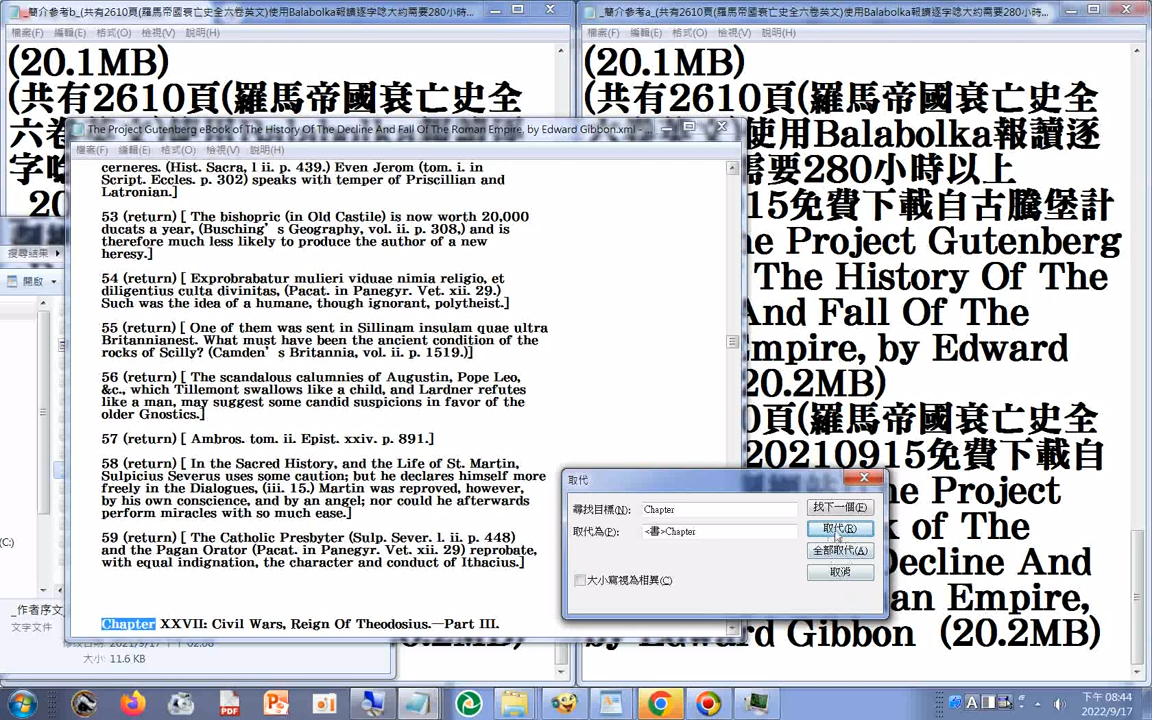 _簡介參考b_(共有2610頁(羅馬帝國衰亡史全六卷英文)使用Balabolka報讀逐字唸大約需要280小時...
檔案(F) 編輯(E) 格式(O) 檢視(V) 說明(H)
(20.1MB)
(共有2610頁(羅馬帝國衰亡史全
_簡介參考a_(共有2610頁(羅馬帝國衰亡史全六卷英文)使用Balabolka報讀逐字唸大約需要280小時...
檔案(F) 編輯(E) 格式(O) 檢視(V) 說明(H)
(20.1MB)
(共有2610頁(羅馬帝國衰亡史全
使用Balabolka報讀逐
需要280小時以上
15免費下載自古騰堡計
he Project Gutenberg
The History Of The
And Fall Of The
Empire, by Edward
20.2MB)
0頁(羅馬帝國衰亡史全
20210915免費下載自
he Project
k of The
Decline And
an Empire,
by Edward Gibbon (20.2MB)
搜尋結果
開啟
(C:)
_作者序文
文字文件
大小: 11.6 KB
The Project Gutenberg eBook of The History Of The Decline And Fall Of The Roman Empire, by Edward Gibbon.xml - ...
檔案(F) 編輯(E) 格式(O) 檢視(V) 說明(H)
cerneres. (Hist. Sacra, l ii. p. 439.) Even Jerom (tom. i. in
Script. Eccles. p. 302) speaks with temper of Priscillian and
Latronian.]
53 (return) [ The bishopric (in Old Castile) is now worth 20,000
ducats a year, (Busching’s Geography, vol. ii. p. 308,) and is
therefore much less likely to produce the author of a new
heresy.]
54 (return) [ Exprobrabatur mulieri viduae nimia religio, et
diligentius culta divinitas, (Pacat. in Panegyr. Vet. xii. 29.)
Such was the idea of a humane, though ignorant, polytheist.]
55 (return) [ One of them was sent in Sillinam insulam quae ultra
Britannianest. What must have been the ancient condition of the
rocks of Scilly? (Camden’s Britannia, vol. ii. p. 1519.)]
56 (return) [ The scandalous calumnies of Augustin, Pope Leo,
&c., which Tillemont swallows like a child, and Lardner refutes
like a man, may suggest some candid suspicions in favor of the
older Gnostics.]
57 (return) [ Ambros. tom. ii. Epist. xxiv. p. 891.]
58 (return) [ In the Sacred History, and the Life of St. Martin,
Sulpicius Severus uses some caution; but he declares himself more
freely in the Dialogues, (iii. 15.) Martin was reproved, however,
by his own conscience, and by an angel; nor could he afterwards
perform miracles with so much ease.]
59 (return) [ The Catholic Presbyter (Sulp. Sever. l. ii. p. 448)
and the Pagan Orator (Pacat. in Panegyr. Vet. xii. 29) reprobate,
with equal indignation, the character and conduct of Ithacius.]
Chapter XXVII: Civil Wars, Reign Of Theodosius.—Part III.
取代
尋找目標(N): Chapter
找下一個(F)
取代為(P): <書>Chapter
取代(R)
全部取代(A)
取消
大小寫視為相異(C)
下午 08:44
2022/9/17